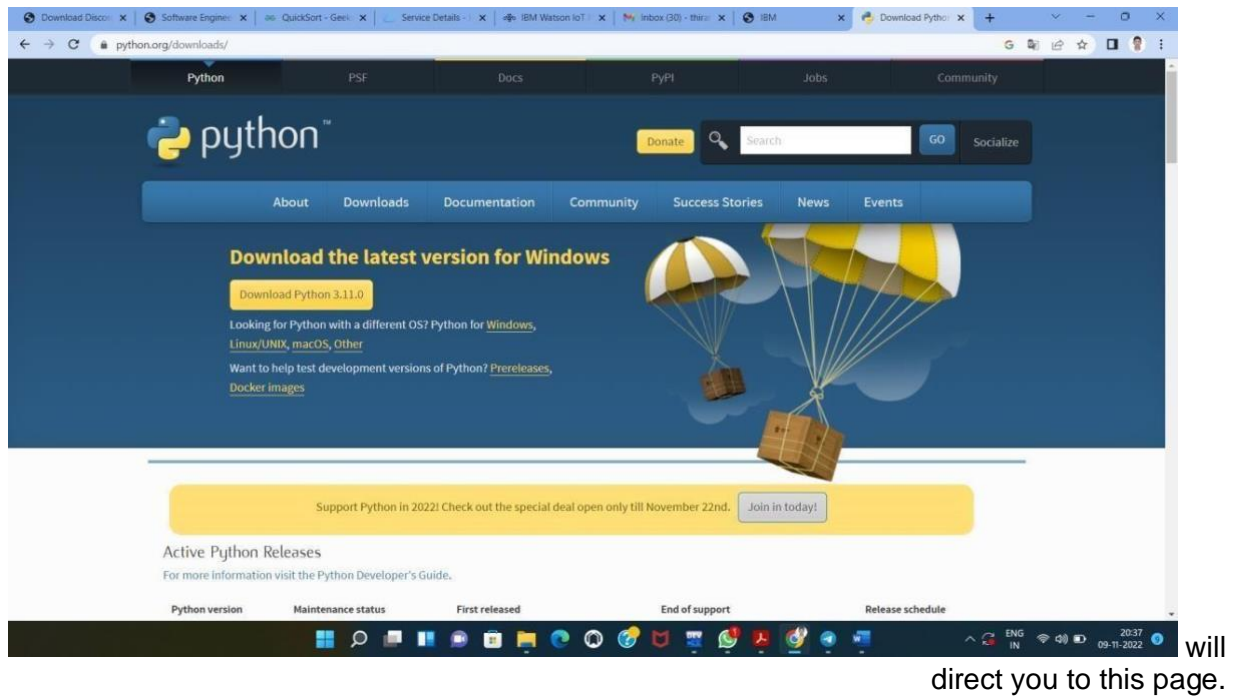 Download Discov
Software Enginee
QuickSort - Geek
Service Details - I
IBM Watson IoT P
Inbox (30) - thira
IBM
Download Pytho
python.org/downloads/
Python PSF Docs PyPI Jobs Community
python™
Donate Search GO Socialize
About Downloads Documentation Community Success Stories News Events
Download the latest version for Windows
Download Python 3.11.0
Looking for Python with a different OS? Python for Windows,
Linux/UNIX, macOS, Other
Want to help test development versions of Python? Prereleases,
Docker images
Support Python in 2022! Check out the special deal open only till November 22nd. Join in today!
Active Python Releases
For more information visit the Python Developer's Guide.
Python version Maintenance status First released End of support Release schedule
ENG
IN
20:37
09-11-2022
will
direct you to this page.